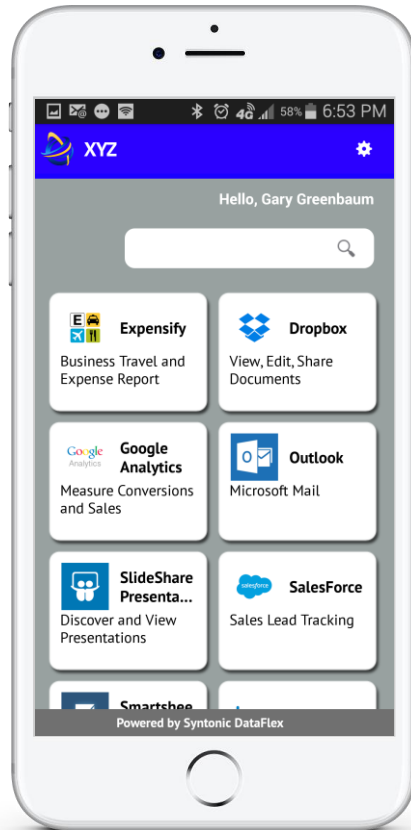 4G 58% 6:53 PM
XYZ
Hello, Gary Greenbaum
E
Expensify
Business Travel and
Expense Report
Dropbox
View, Edit, Share
Documents
Google
Analytics
Google
Analytics
Measure Conversions
and Sales
Outlook
Microsoft Mail
SlideShare
Presenta...
Discover and View
Presentations
salesforce
SalesForce
Sales Lead Tracking
Smartshee
Powered by Syntonic DataFlex